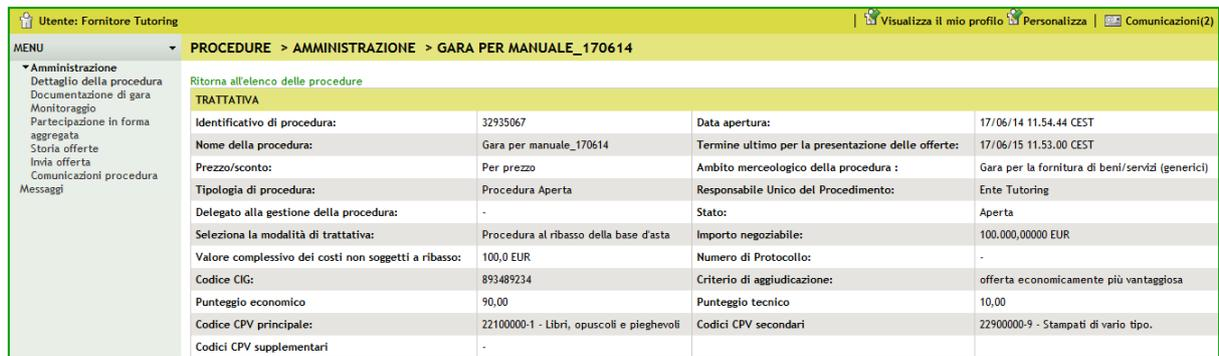 Utente: Fornitore Tutoring | Visualizza il mio profilo Personalizza | Comunicazioni(2)
MENU
PROCEDURE > AMMINISTRAZIONE > GARA PER MANUALE_170614
Amministrazione
Dettaglio della procedura
Documentazione di gara
Monitoraggio
Partecipazione in forma
aggregata
Storia offerte
Invia offerta
Comunicazioni procedura
Messaggi
Ritorna all'elenco delle procedure
TRATTATIVA
Identificativo di procedura: 32935067 Data apertura: 17/06/14 11.54.44 CEST
Nome della procedura: Gara per manuale_170614 Termine ultimo per la presentazione delle offerte: 17/06/15 11.53.00 CEST
Prezzo/sconto: Per prezzo Ambito merceologico della procedura : Gara per la fornitura di beni/servizi (generici)
Tipologia di procedura: Procedura Aperta Responsabile Unico del Procedimento: Ente Tutoring
Delegato alla gestione della procedura: - Stato: Aperta
Seleziona la modalità di trattativa: Procedura al ribasso della base d'asta Importo negoziabile: 100.000,00000 EUR
Valore complessivo dei costi non soggetti a ribasso: 100,0 EUR Numero di Protocollo: -
Codice CIG: 893489234 Criterio di aggiudicazione: offerta economicamente più vantaggiosa
Punteggio economico 90,00 Punteggio tecnico 10,00
Codice CPV principale: 22100000-1 - Libri, opuscoli e pieghevoli Codici CPV secondari 22900000-9 - Stampati di vario tipo.
Codici CPV supplementari -